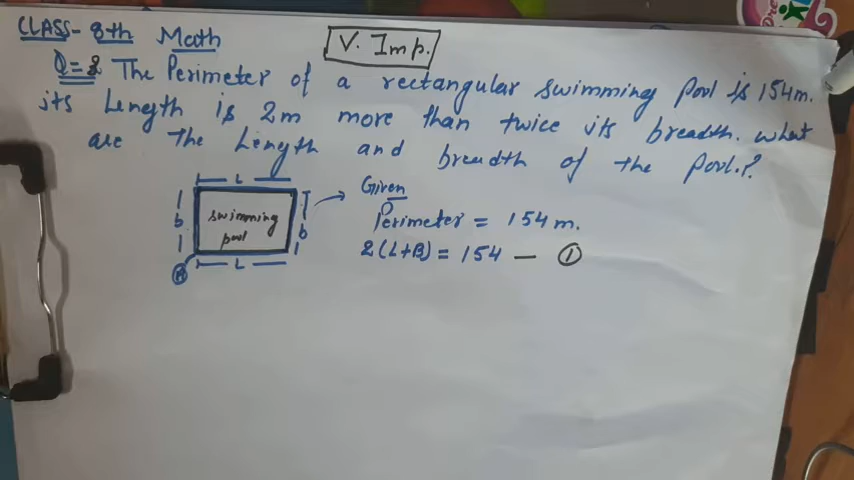 CLASS- 8th Math
V. Imp.
Q=2 The Perimeter of a rectangular swimming pool is 154m.
its Length is 2m more than twice its breadth. what
are the Length and breadth of the pool.?
L
b
swimming
pool
b
L
Given
Perimeter = 154 m.
2(L+B) = 154 — ①